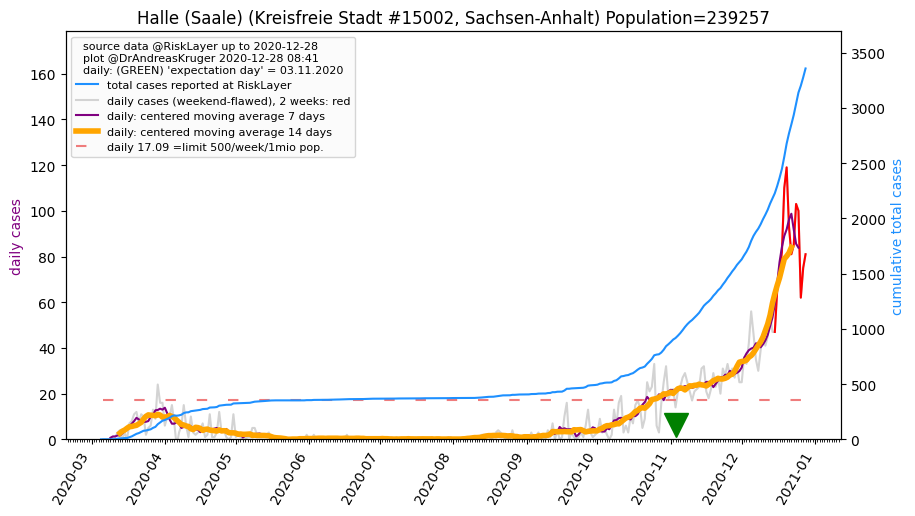 Halle (Saale) (Kreisfreie Stadt #15002, Sachsen-Anhalt) Population=239257
source data @RiskLayer up to 2020-12-28
plot @DrAndreasKruger 2020-12-28 08:41
daily: (GREEN) 'expectation day' = 03.11.2020
total cases reported at RiskLayer
daily cases (weekend-flawed), 2 weeks: red
daily: centered moving average 7 days
daily: centered moving average 14 days
daily 17.09 =limit 500/week/1mio pop.
daily cases
160
140
120
100
80
60
40
20
0
cumulative total cases
3500
3000
2500
2000
1500
1000
500
0
2020-03
2020-04
2020-05
2020-06
2020-07
2020-08
2020-09
2020-10
2020-11
2020-12
2021-01